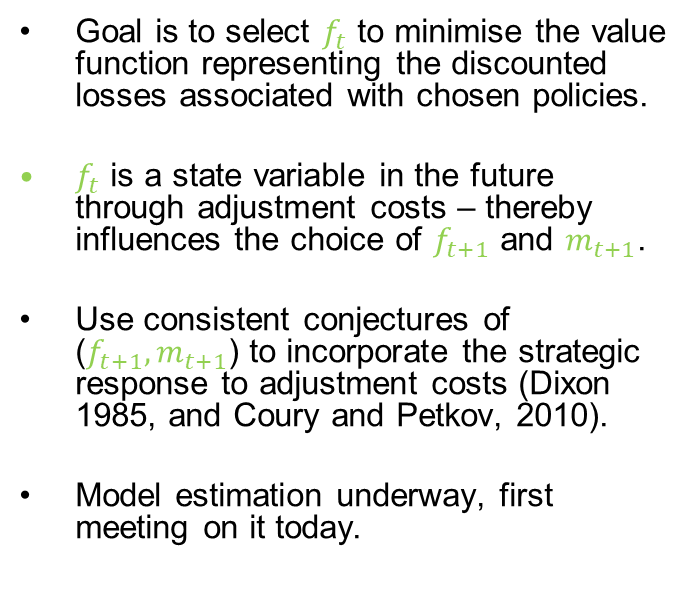 • Goal is to select f_t to minimise the value
function representing the discounted
losses associated with chosen policies.
• f_t is a state variable in the future
through adjustment costs – thereby
influences the choice of f_{t+1} and m_{t+1}.
• Use consistent conjectures of
(f_{t+1}, m_{t+1}) to incorporate the strategic
response to adjustment costs (Dixon
1985, and Coury and Petkov, 2010).
• Model estimation underway, first
meeting on it today.